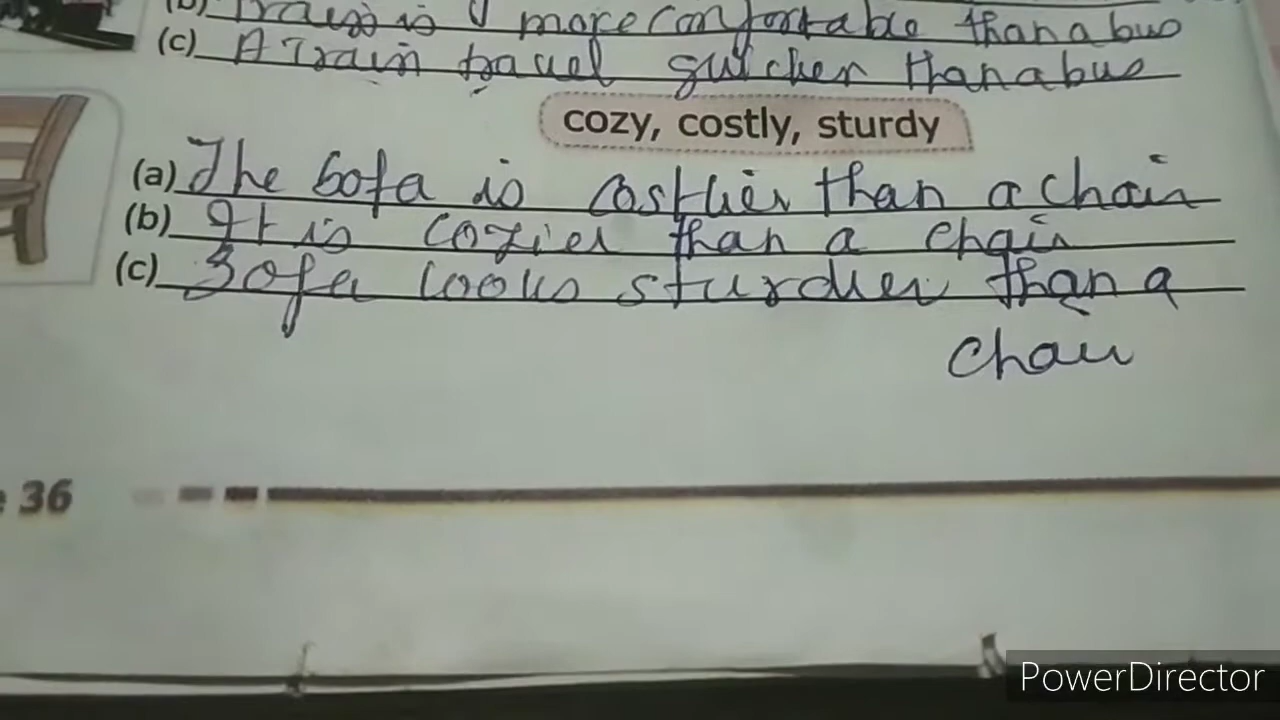 (b) Train is more comfortable than a bus
(c) A Train travel quicker than a bus
cozy, costly, sturdy
(a) The Sofa is costlier than a chair
(b) It is cozier than a chair
(c) Sofa looks sturdier than a
chair
36
PowerDirector